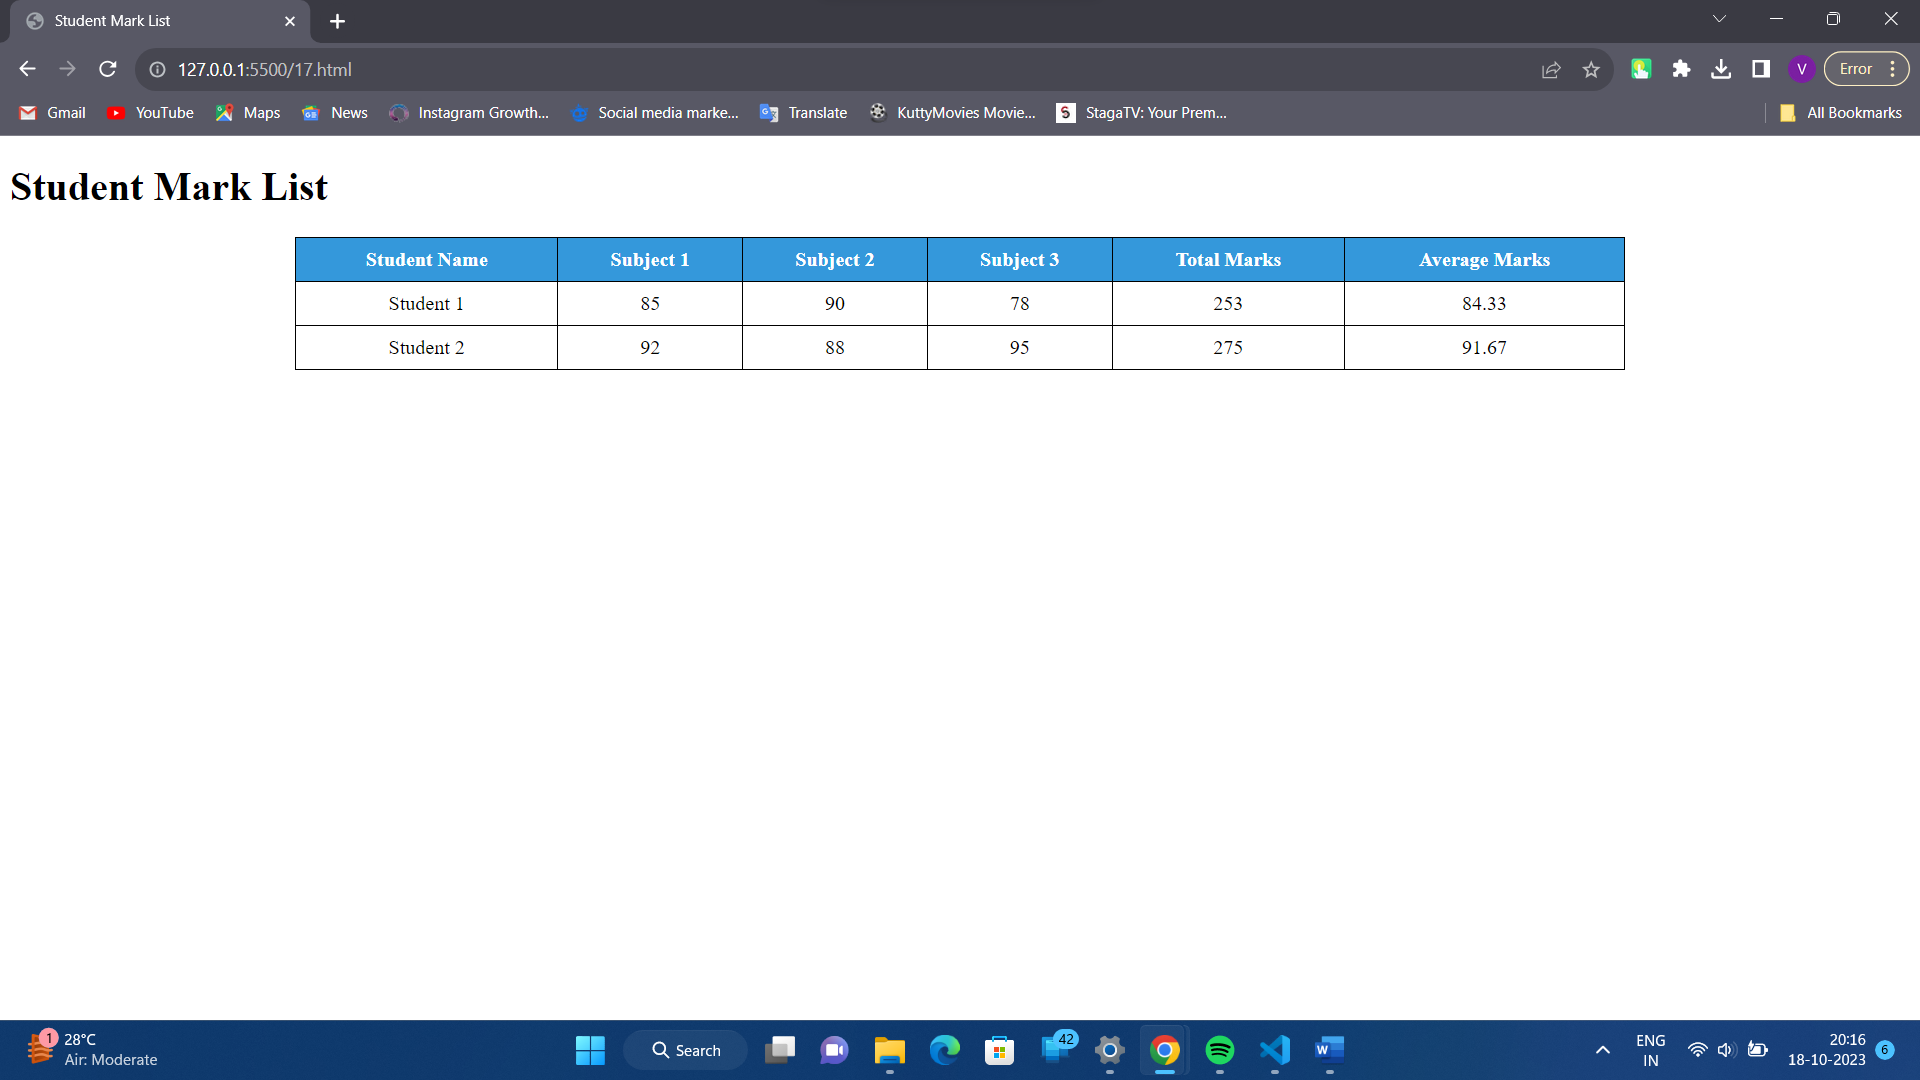 Student Mark List
127.0.0.1:5500/17.html
V
Error
Gmail YouTube Maps News Instagram Growth... Social media marke... Translate KuttyMovies Movie... StagaTV: Your Prem... All Bookmarks
Student Mark List
Student Name Subject 1 Subject 2 Subject 3 Total Marks Average Marks
Student 1 85 90 78 253 84.33
Student 2 92 88 95 275 91.67
1 28°C
Air: Moderate
Search
42
ENG
IN
20:16
18-10-2023
6